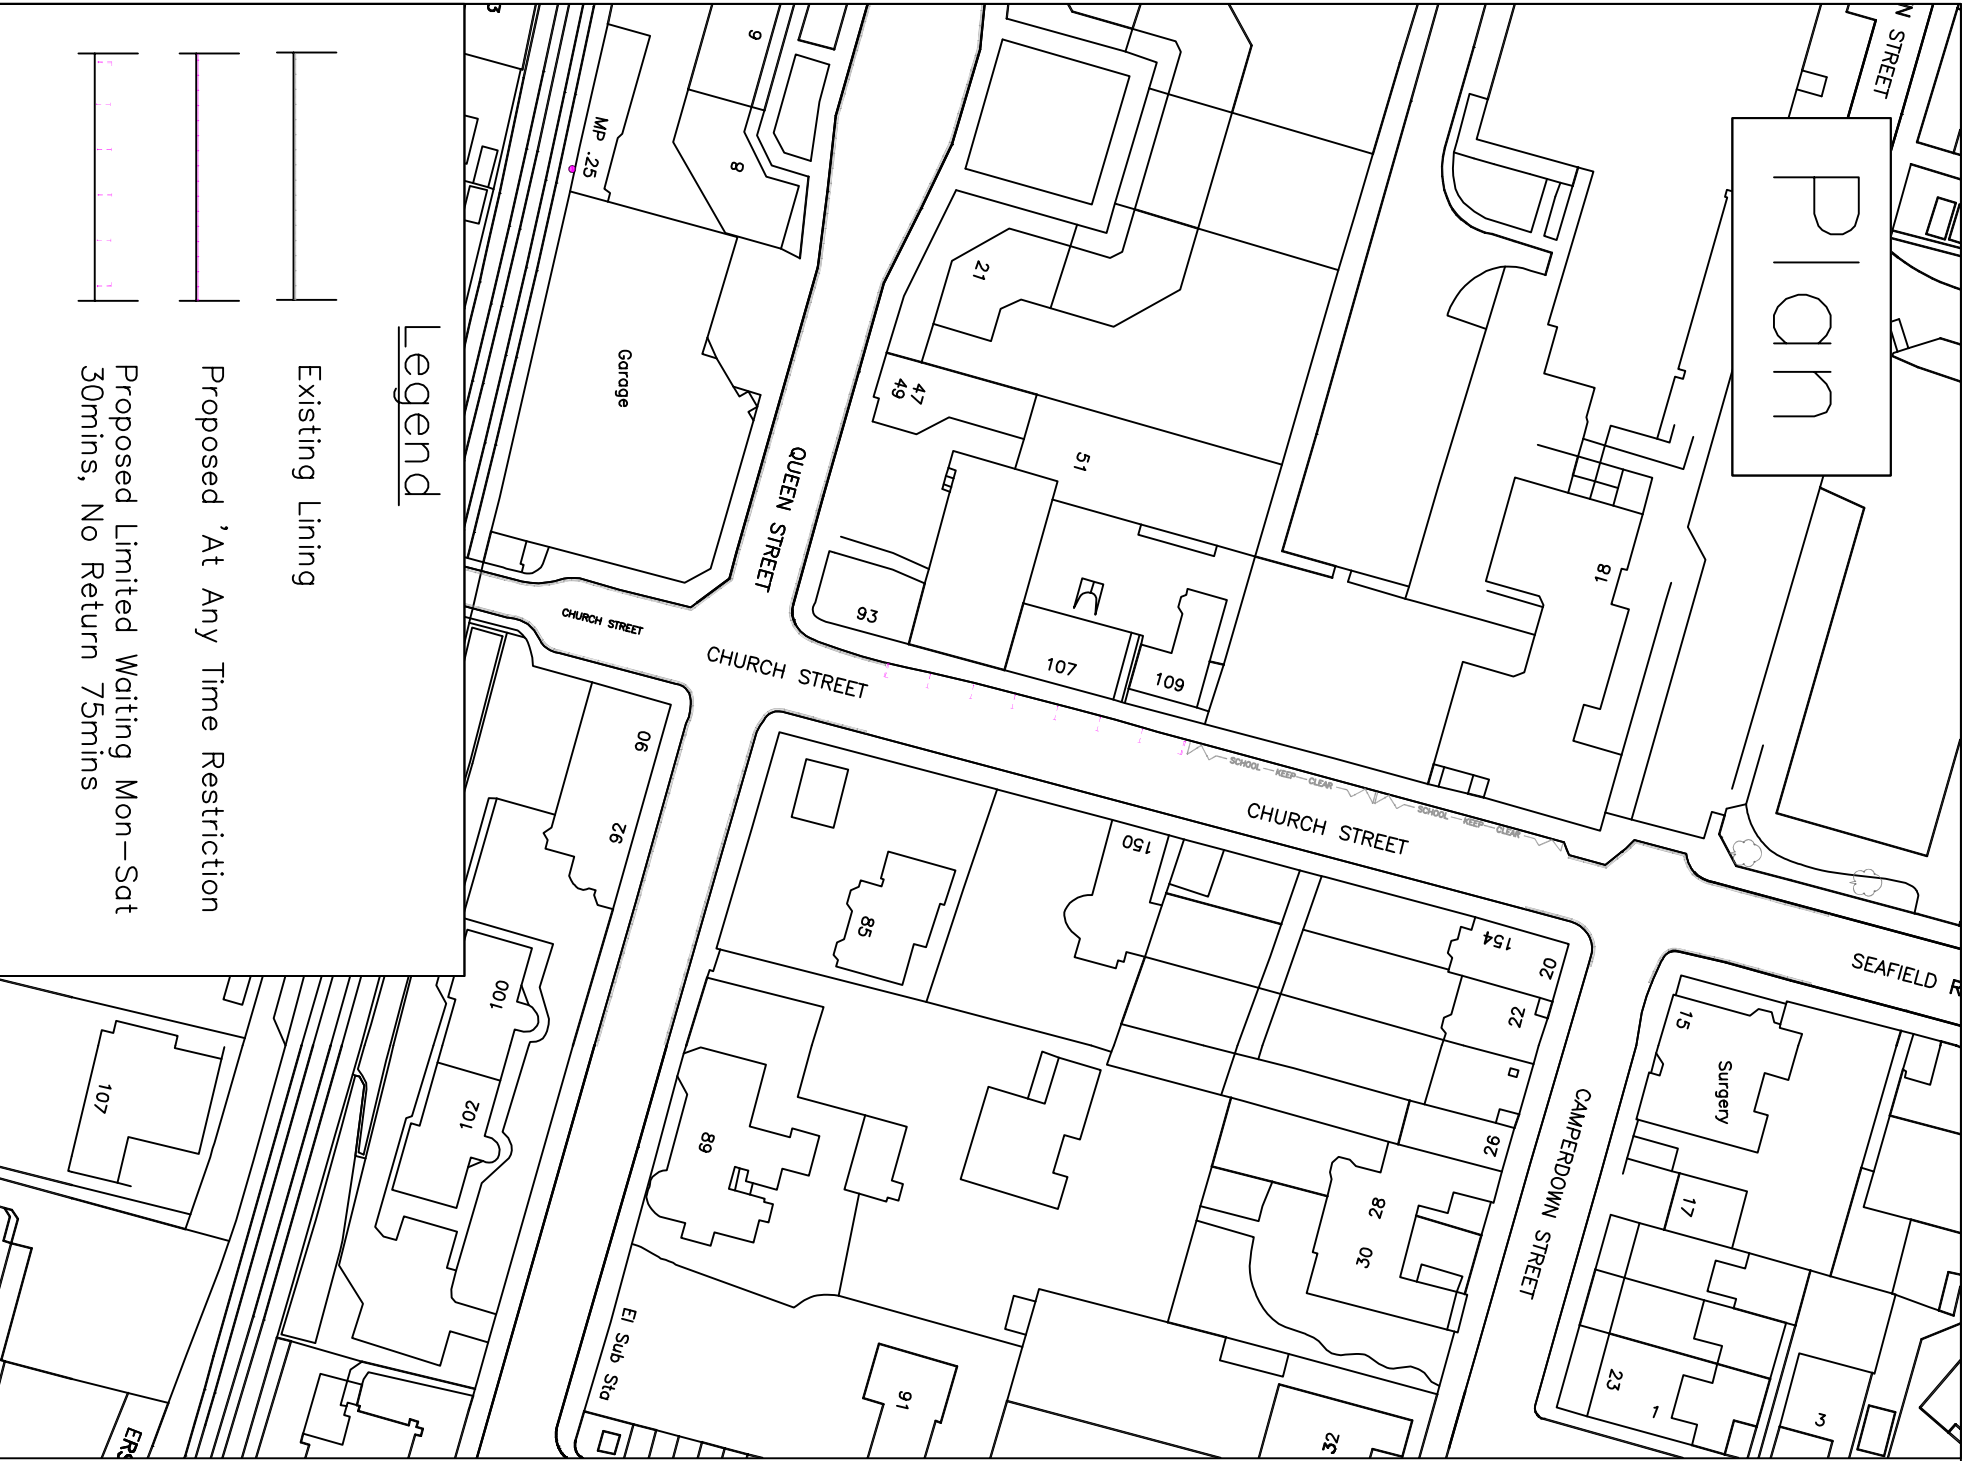 Plan
Legend
Existing Lining
Proposed 'At Any Time Restriction
Proposed Limited Waiting Mon-Sat
30mins, No Return 75mins
N STREET
SEAFIELD R
CHURCH STREET
SCHOOL KEEP CLEAR
SCHOOL KEEP CLEAR
CHURCH STREET
CHURCH STREET
QUEEN STREET
CAMPERDOWN STREET
Surgery
Garage
MP .25
El Sub Sta
ERS
3
9
8
21
47
49
51
93
107
109
18
90
92
85
150
154
20
22
26
28
30
32
15
17
23
1
3
100
102
107
89
91